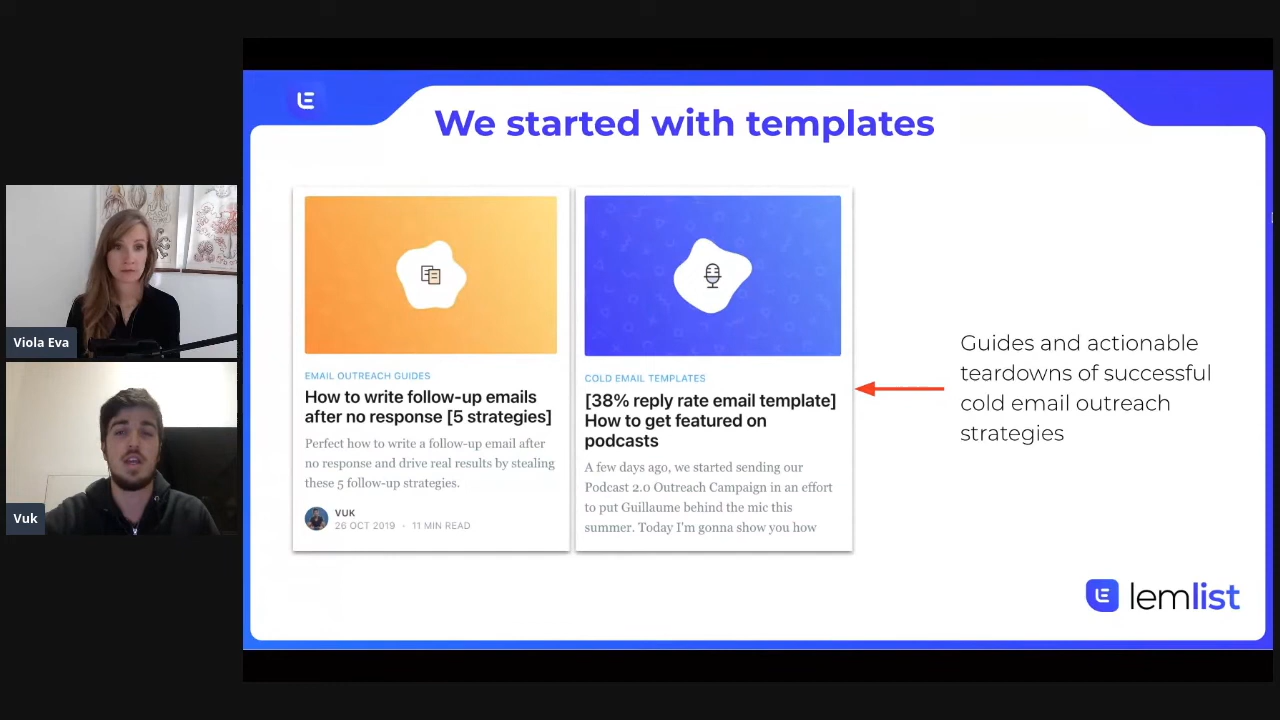 We started with templates
Viola Eva
Vuk
EMAIL OUTREACH GUIDES
How to write follow-up emails
after no response [5 strategies]
Perfect how to write a follow-up email after
no response and drive real results by stealing
these 5 follow-up strategies.
VUK
26 OCT 2019 · 11 MIN READ
COLD EMAIL TEMPLATES
[38% reply rate email template]
How to get featured on
podcasts
A few days ago, we started sending our
Podcast 2.0 Outreach Campaign in an effort
to put Guillaume behind the mic this
summer. Today I'm gonna show you how
Guides and actionable
teardowns of successful
cold email outreach
strategies
lemlist